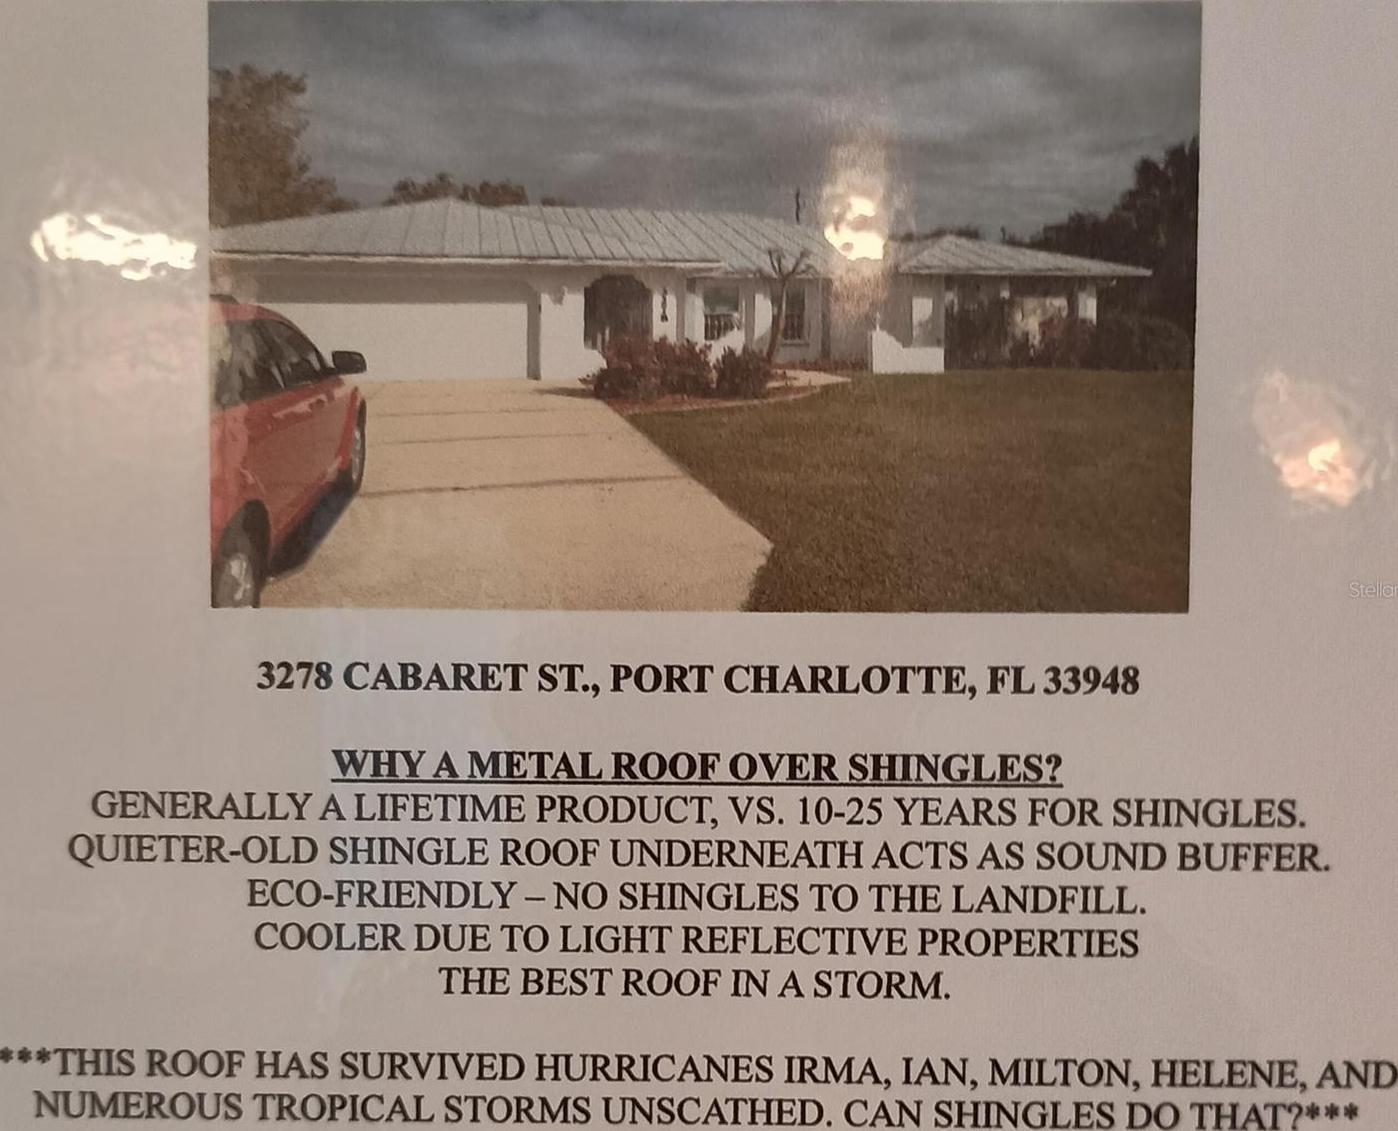 Stellar
3278 CABARET ST., PORT CHARLOTTE, FL 33948
WHY A METAL ROOF OVER SHINGLES?
GENERALLY A LIFETIME PRODUCT, VS. 10-25 YEARS FOR SHINGLES.
QUIETER-OLD SHINGLE ROOF UNDERNEATH ACTS AS SOUND BUFFER.
ECO-FRIENDLY – NO SHINGLES TO THE LANDFILL.
COOLER DUE TO LIGHT REFLECTIVE PROPERTIES
THE BEST ROOF IN A STORM.
***THIS ROOF HAS SURVIVED HURRICANES IRMA, IAN, MILTON, HELENE, AND
NUMEROUS TROPICAL STORMS UNSCATHED. CAN SHINGLES DO THAT?***